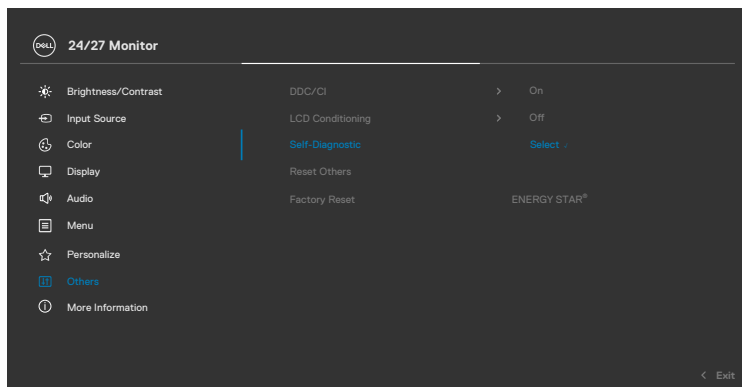 DELL 24/27 Monitor
Brightness/Contrast DDC/CI > On
Input Source LCD Conditioning > Off
Color Self-Diagnostic Select ✓
Display Reset Others
Audio Factory Reset ENERGY STAR®
Menu
Personalize
Others
More Information
< Exit